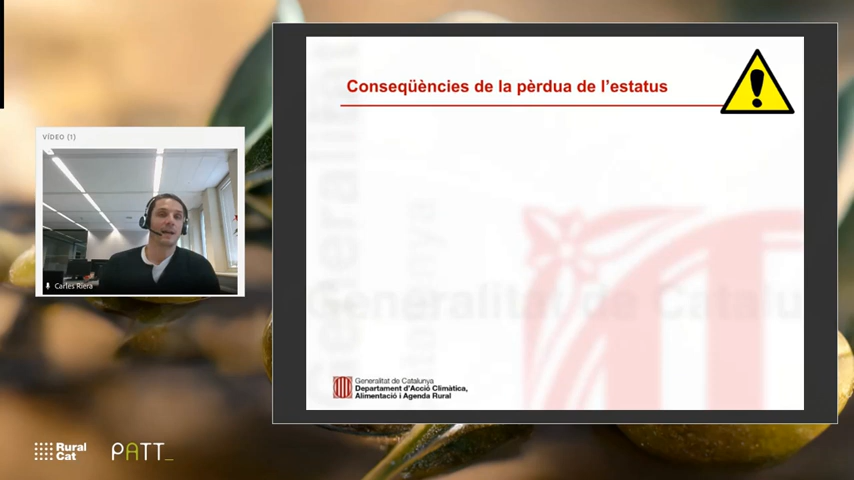 Conseqüències de la pèrdua de l'estatus
VÍDEO (1)
Carles Riera
Generalitat de Catalunya
Departament d'Acció Climàtica,
Alimentació i Agenda Rural
Rural
Cat
PATT_